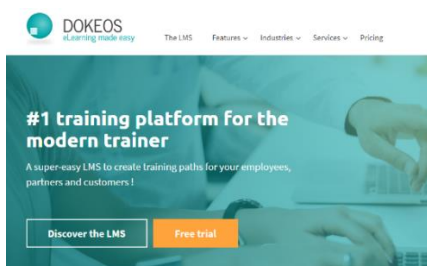 DOKEOS
eLearning made easy
The LMS Features Industries Services Pricing
#1 training platform for the
modern trainer
A super-easy LMS to create training paths for your employees,
partners and customers !
Discover the LMS Free trial